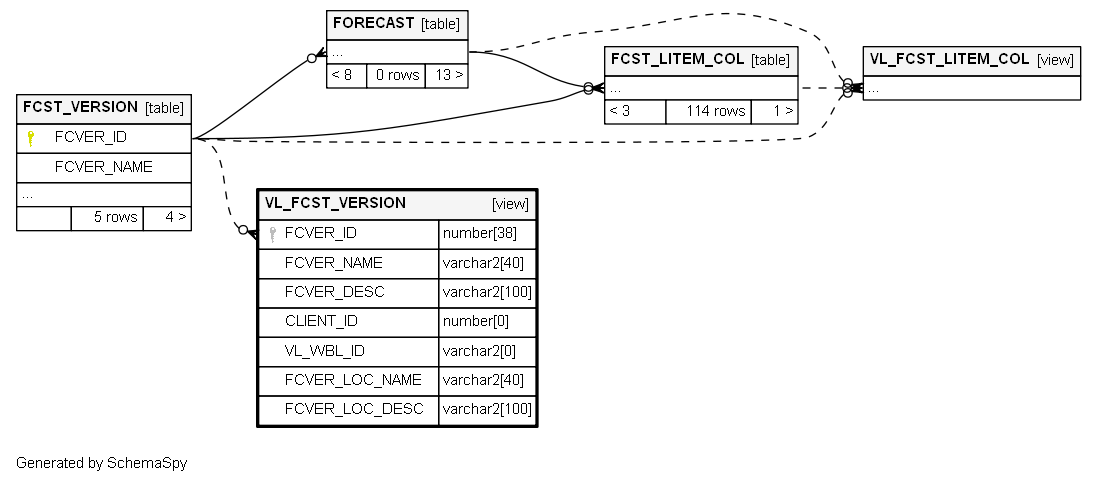 FORECAST [table]
...
< 8 0 rows 13 >
FCST_LITEM_COL [table]
...
< 3 114 rows 1 >
VL_FCST_LITEM_COL [view]
...
FCST_VERSION [table]
FCVER_ID
FCVER_NAME
...
5 rows 4 >
VL_FCST_VERSION [view]
FCVER_ID number[38]
FCVER_NAME varchar2[40]
FCVER_DESC varchar2[100]
CLIENT_ID number[0]
VL_WBL_ID varchar2[0]
FCVER_LOC_NAME varchar2[40]
FCVER_LOC_DESC varchar2[100]
Generated by SchemaSpy